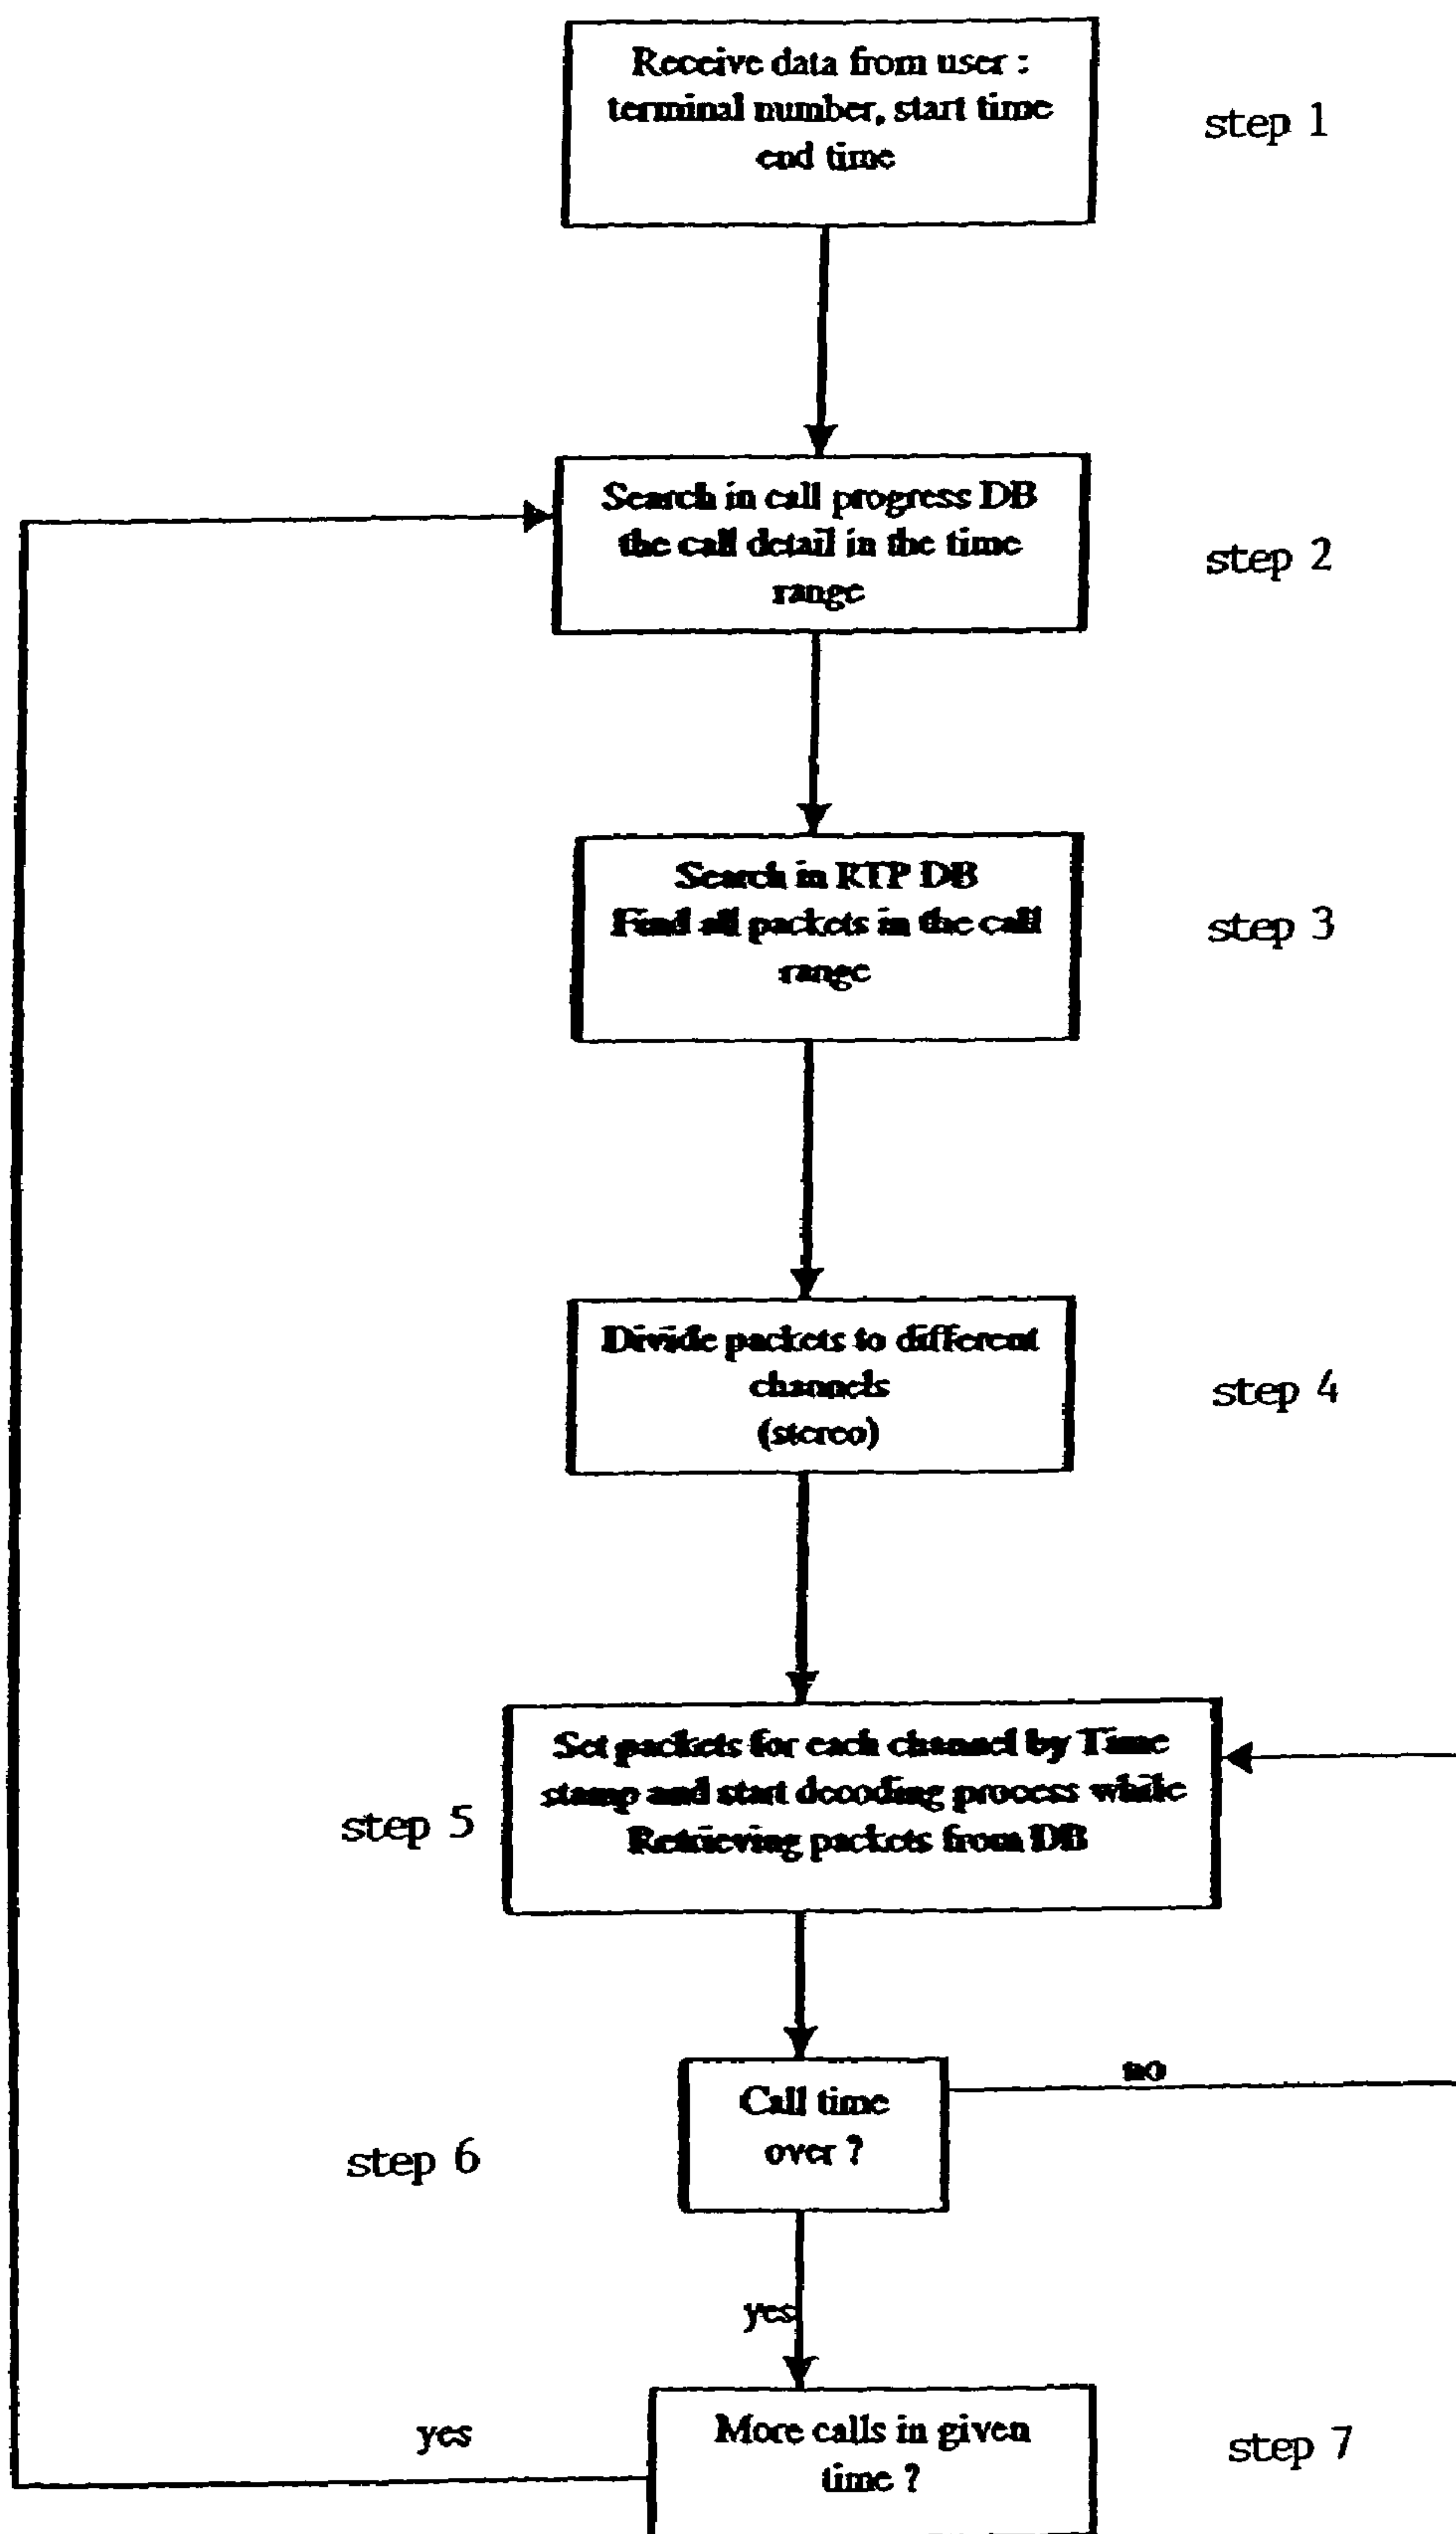 Receive data from user :
terminal number, start time
end time
step 1
Search in call progress DB
the call detail in the time
range
step 2
Search in RTP DB
Find all packets in the call
range
step 3
Divide packets to different
channels
(stereo)
step 4
Set packets for each channel by Time
stamp and start decoding process while
Retrieving packets from DB
step 5
no
Call time
over ?
step 6
yes
yes
More calls in given
time ?
step 7